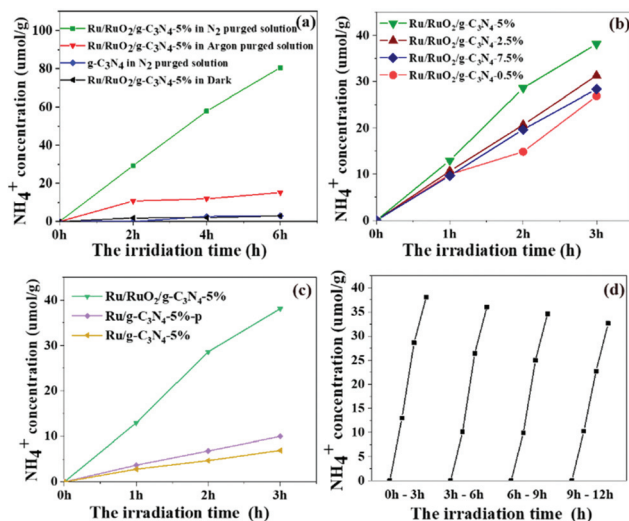 (a)
Ru/RuO₂/g-C₃N₄-5% in N₂ purged solution
Ru/RuO₂/g-C₃N₄-5% in Argon purged solution
g-C₃N₄ in N₂ purged solution
Ru/RuO₂/g-C₃N₄-5% in Dark
NH₄⁺ concentration (umol/g)
100
80
60
40
20
0
0h 2h 4h 6h
The irridiation time (h)
(b)
Ru/RuO₂/g-C₃N₄-5%
Ru/RuO₂/g-C₃N₄-2.5%
Ru/RuO₂/g-C₃N₄-7.5%
Ru/RuO₂/g-C₃N₄-0.5%
NH₄⁺ concentration (umol/g)
40
30
20
10
0
0h 1h 2h 3h
The irradiation time (h)
(c)
Ru/RuO₂/g-C₃N₄-5%
Ru/g-C₃N₄-5%-p
Ru/g-C₃N₄-5%
NH₄⁺ concentration (umol/g)
40
30
20
10
0
0h 1h 2h 3h
The irradiation time (h)
(d)
NH₄⁺ concentration (umol/g)
40
35
30
25
20
15
10
5
0
0h - 3h 3h - 6h 6h - 9h 9h - 12h
The irradiation time (h)